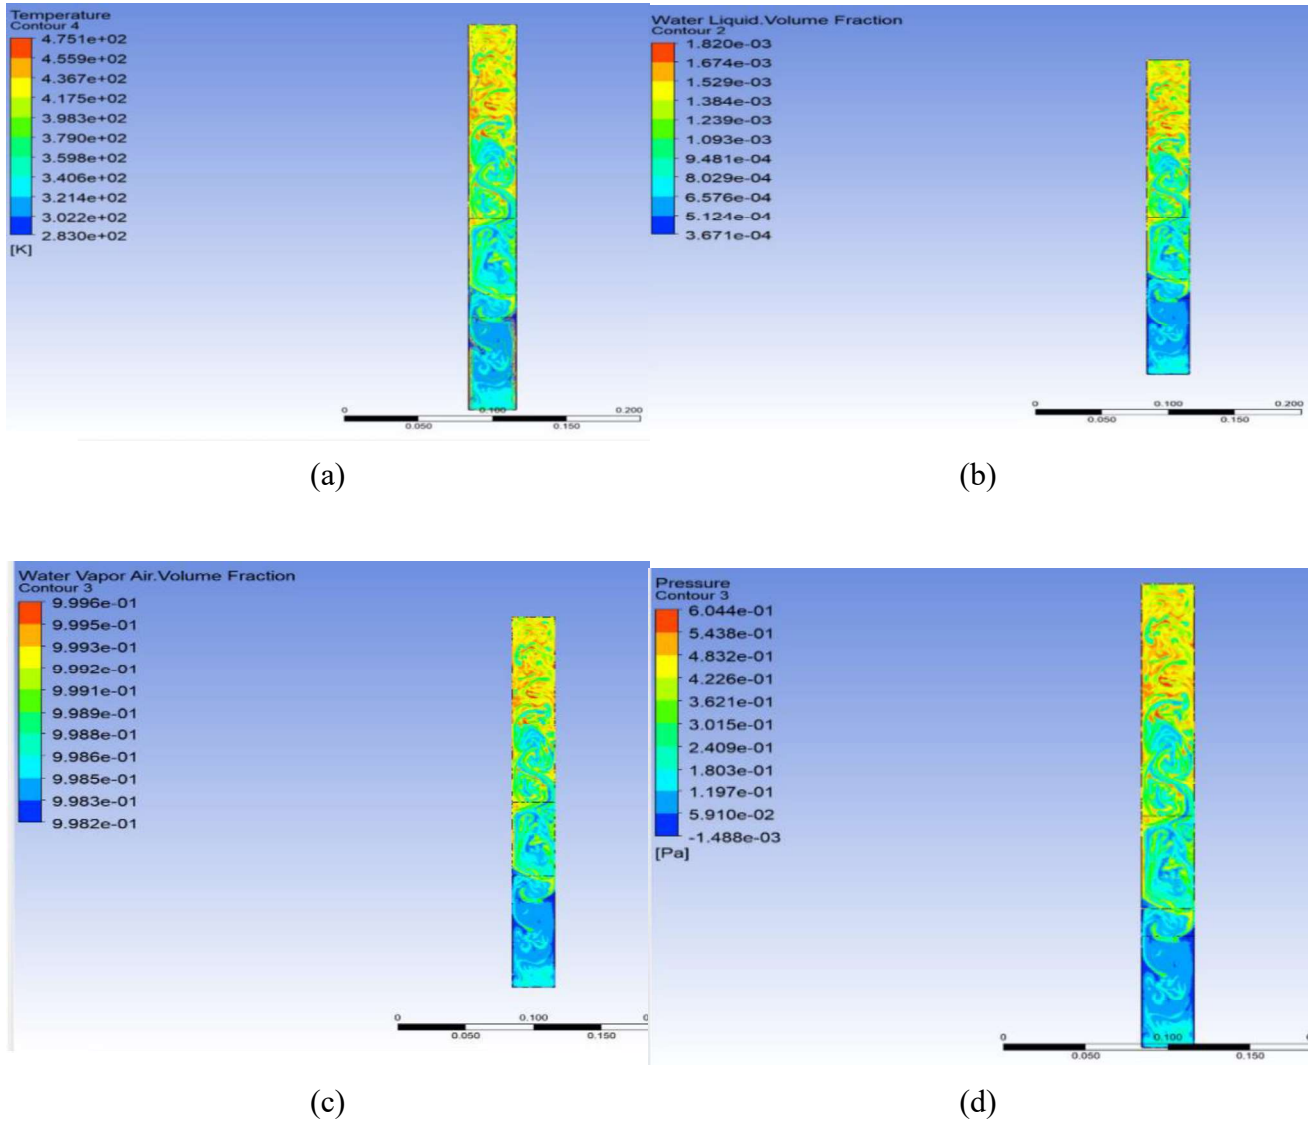 Temperature
Contour 4
4.751e+02
4.559e+02
4.367e+02
4.175e+02
3.983e+02
3.790e+02
3.598e+02
3.406e+02
3.214e+02
3.022e+02
2.830e+02
[K]
0 0.100 0.200
0.050 0.150
(a)
Water Liquid.Volume Fraction
Contour 2
1.820e-03
1.674e-03
1.529e-03
1.384e-03
1.239e-03
1.093e-03
9.481e-04
8.029e-04
6.576e-04
5.124e-04
3.671e-04
0 0.100 0.200
0.050 0.150
(b)
Water Vapor Air.Volume Fraction
Contour 3
9.996e-01
9.995e-01
9.993e-01
9.992e-01
9.991e-01
9.989e-01
9.988e-01
9.986e-01
9.985e-01
9.983e-01
9.982e-01
0 0.100
0.050 0.150
(c)
Pressure
Contour 3
6.044e-01
5.438e-01
4.832e-01
4.226e-01
3.621e-01
3.015e-01
2.409e-01
1.803e-01
1.197e-01
5.910e-02
-1.488e-03
[Pa]
0 0.100
0.050 0.150
(d)